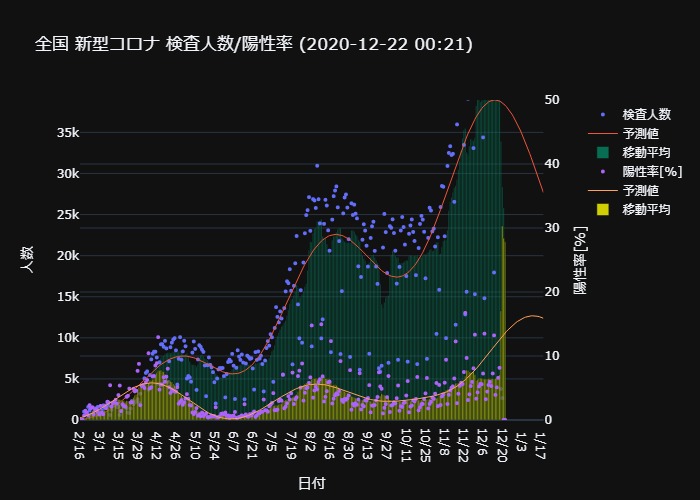 全国 新型コロナ 検査人数/陽性率 (2020-12-22 00:21)
検査人数
予測値
移動平均
陽性率[%]
予測値
移動平均
人数
35k
30k
25k
20k
15k
10k
5k
0
50
40
30
20
10
0
陽性率[%]
2/16
3/1
3/15
3/29
4/12
4/26
5/10
5/24
6/7
6/21
7/5
7/19
8/2
8/16
8/30
9/13
9/27
10/11
10/25
11/8
11/22
12/6
12/20
1/3
1/17
日付